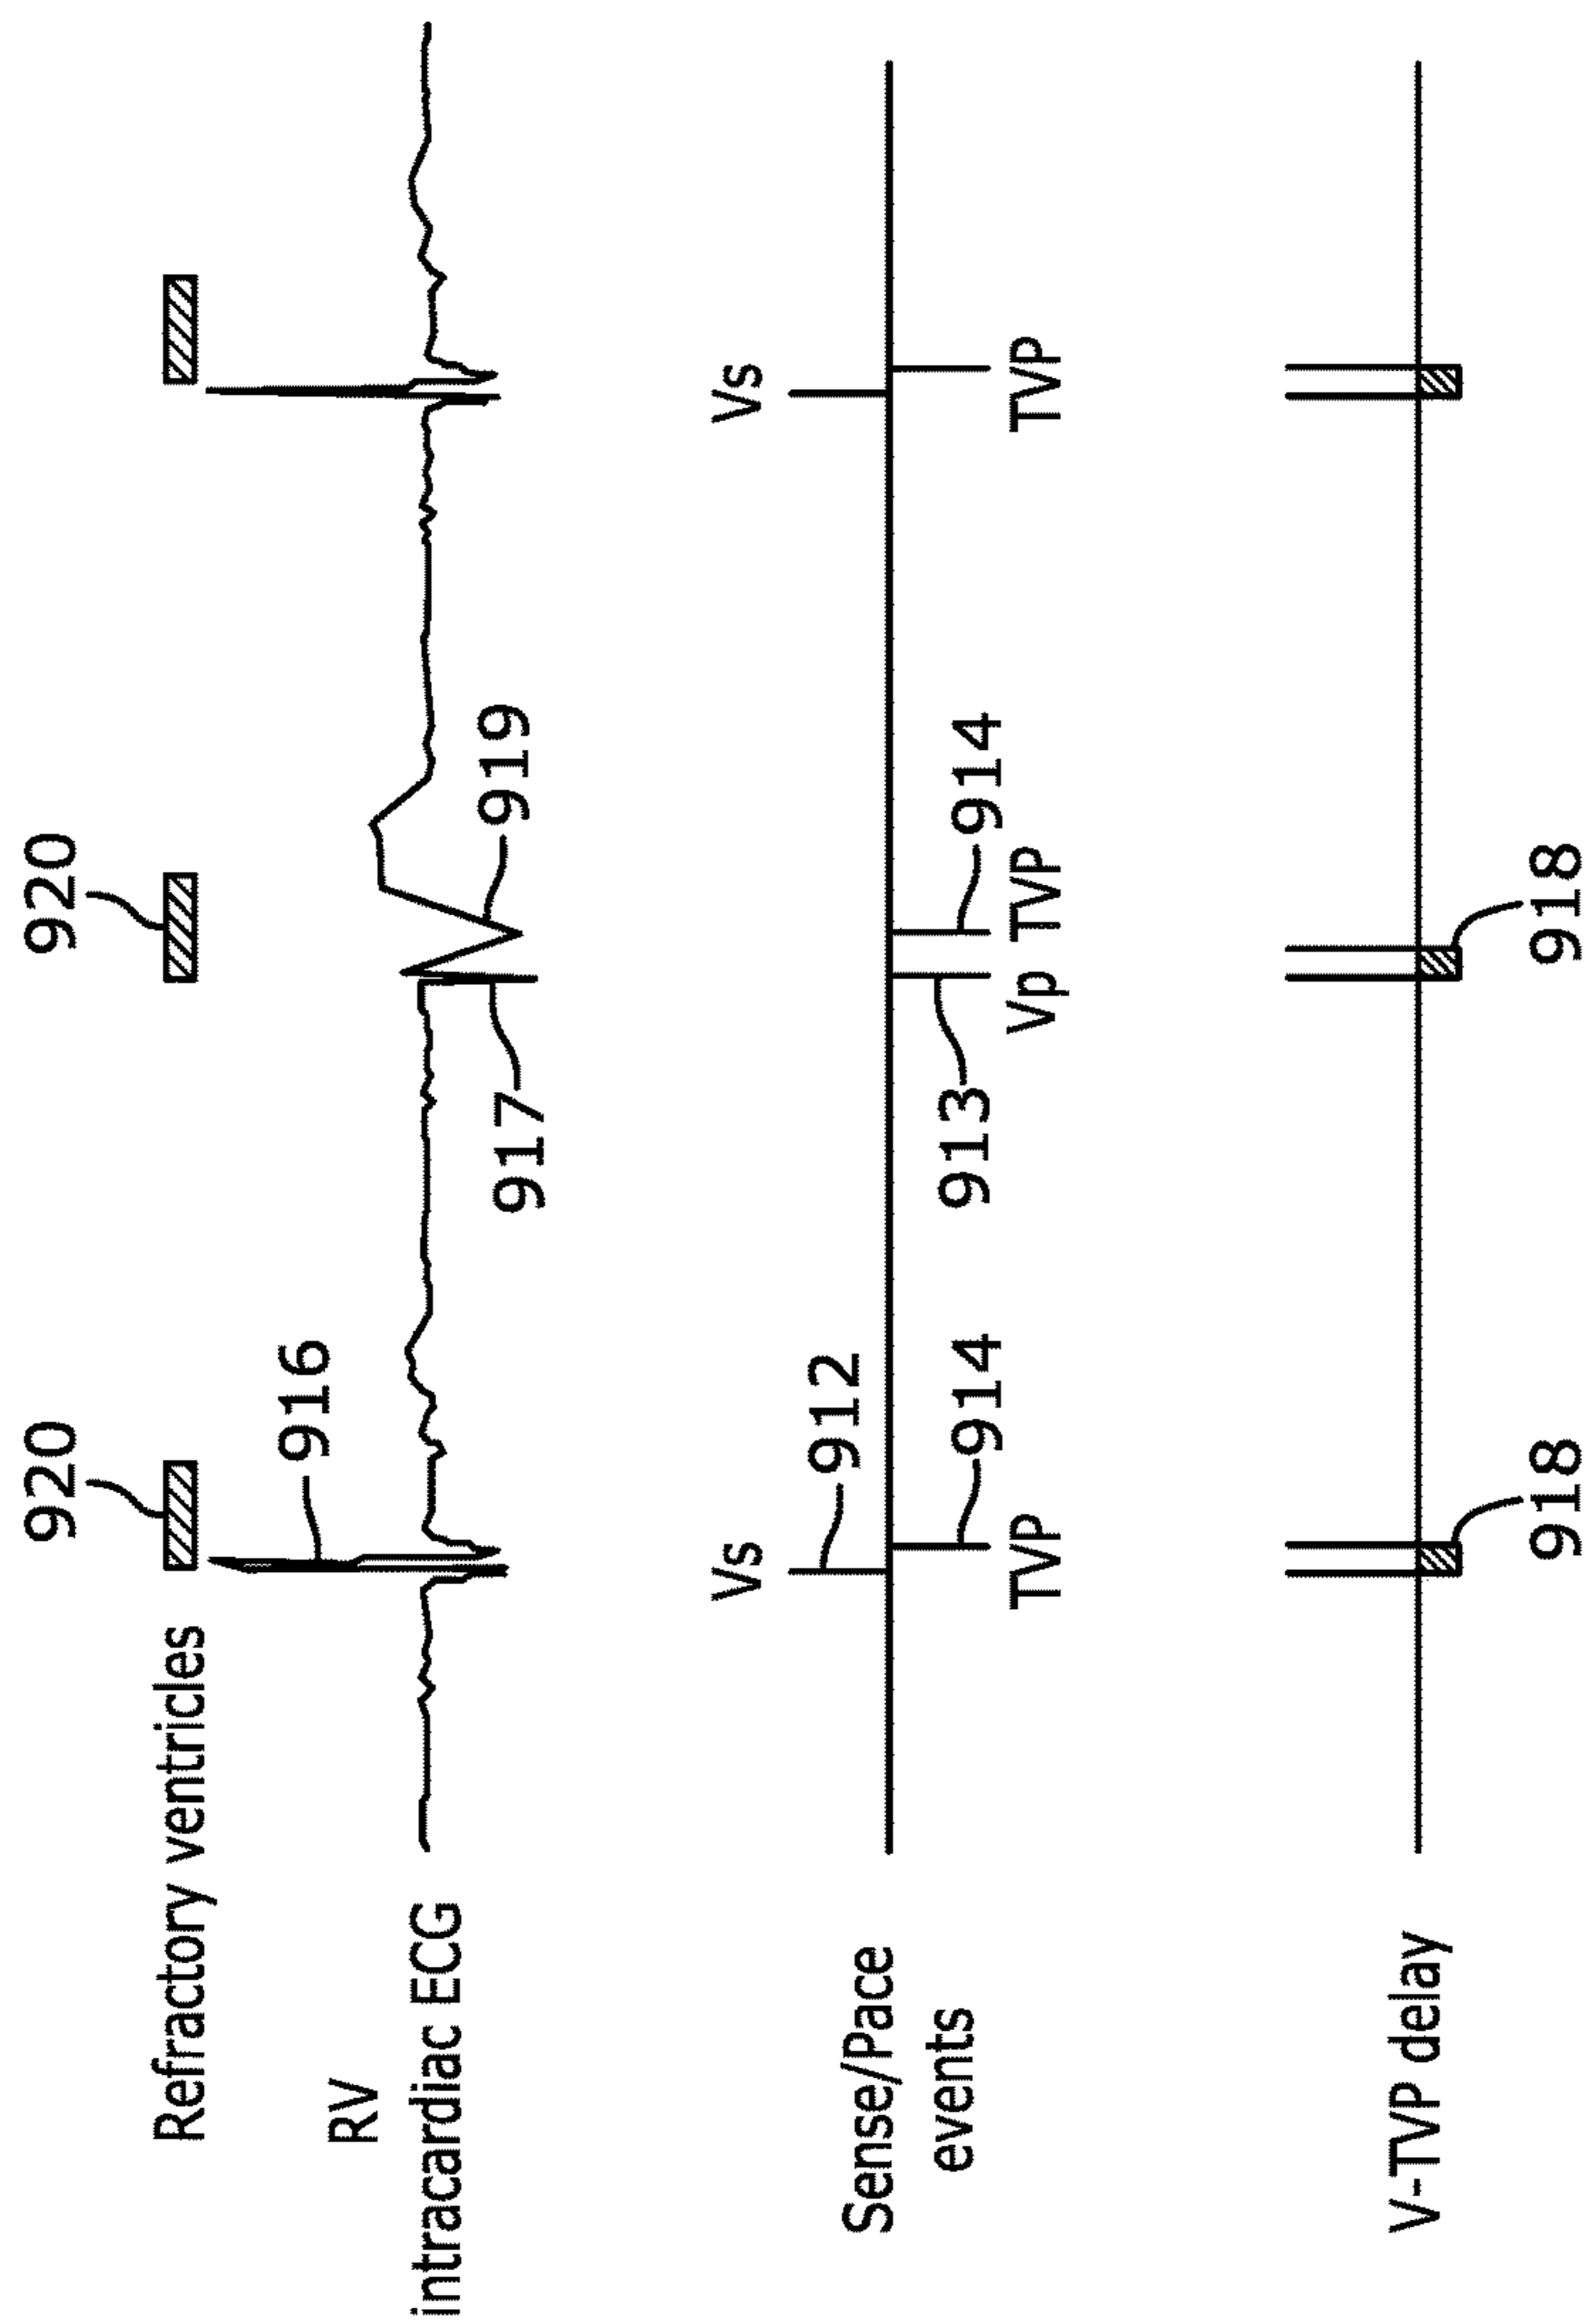 920
920
Refractory ventricles
916
RV
intracardiac ECG
917
919
Vs
Vs
912
Sense/Pace
events
913
914
914
TVP
Vp
TVP
TVP
V-TVP delay
918
918